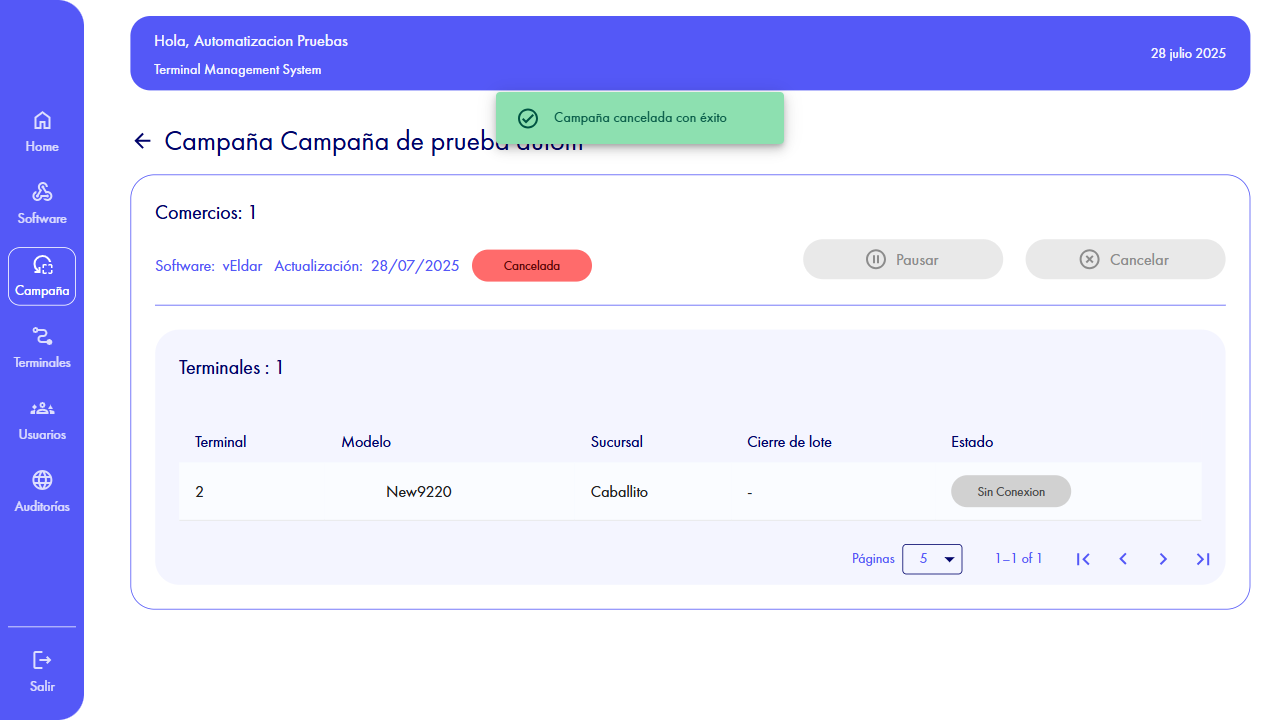 Hola, Automatizacion Pruebas
Terminal Management System
28 julio 2025
Home
Software
Campaña
Terminales
Usuarios
Auditorías
Salir
Campaña cancelada con éxito
Campaña Campaña de prueba autom
Comercios: 1
Software: vEldar Actualización: 28/07/2025 Cancelada
Pausar
Cancelar
Terminales : 1
Terminal Modelo Sucursal Cierre de lote Estado
2 New9220 Caballito - Sin Conexion
Páginas 5 1–1 of 1